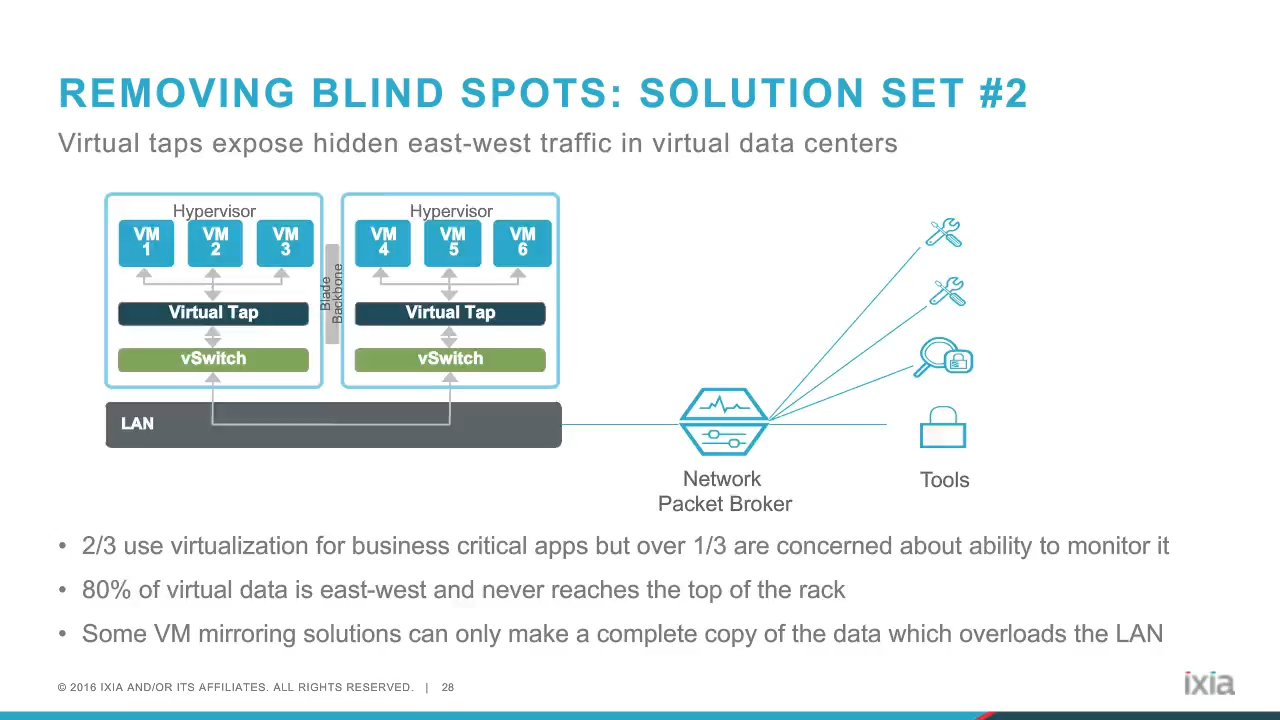 REMOVING BLIND SPOTS: SOLUTION SET #2
Virtual taps expose hidden east-west traffic in virtual data centers
Hypervisor
VM
1
VM
2
VM
3
Virtual Tap
vSwitch
Blade
Backbone
Hypervisor
VM
4
VM
5
VM
6
Virtual Tap
vSwitch
LAN
Network
Packet Broker
Tools
• 2/3 use virtualization for business critical apps but over 1/3 are concerned about ability to monitor it
• 80% of virtual data is east-west and never reaches the top of the rack
• Some VM mirroring solutions can only make a complete copy of the data which overloads the LAN
© 2016 IXIA AND/OR ITS AFFILIATES. ALL RIGHTS RESERVED. | 28
ixia